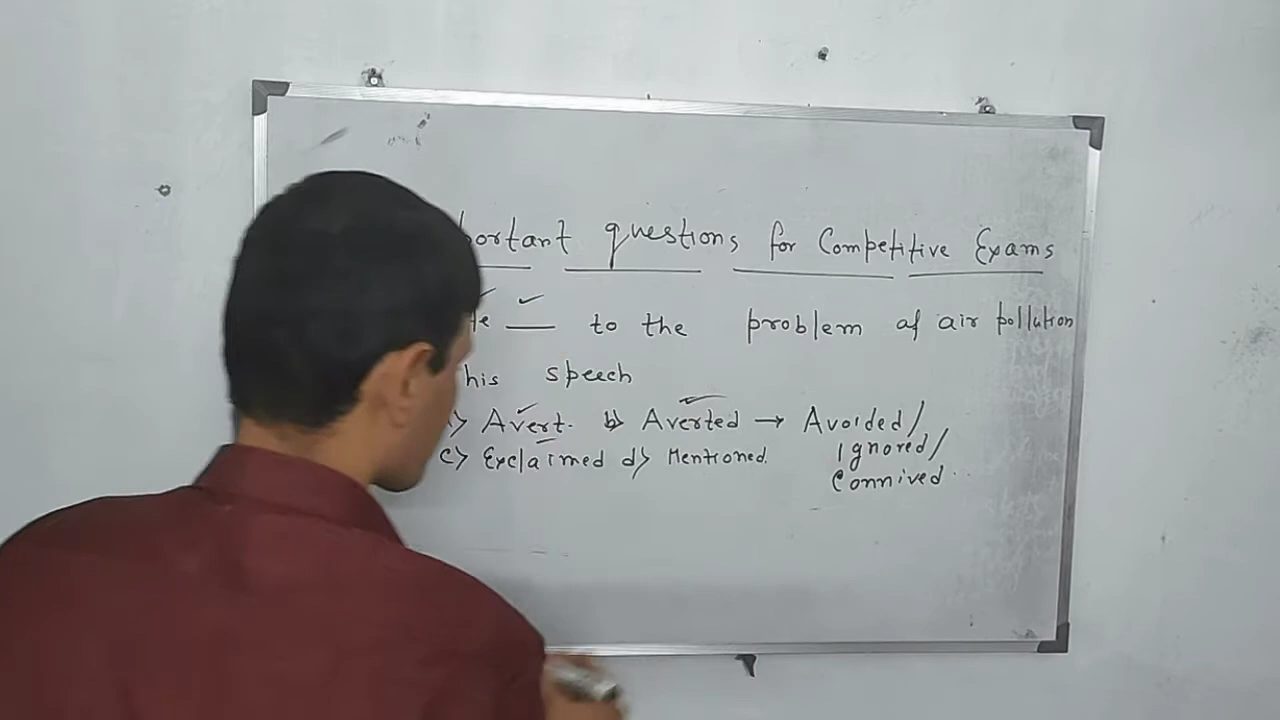 portant questions for Competitive Exams
e ___ to the problem of air pollution
his speech
a) Avert. b) Averted → Avoided/
Ignored/
c) Exclaimed d) Mentioned.
Connived..